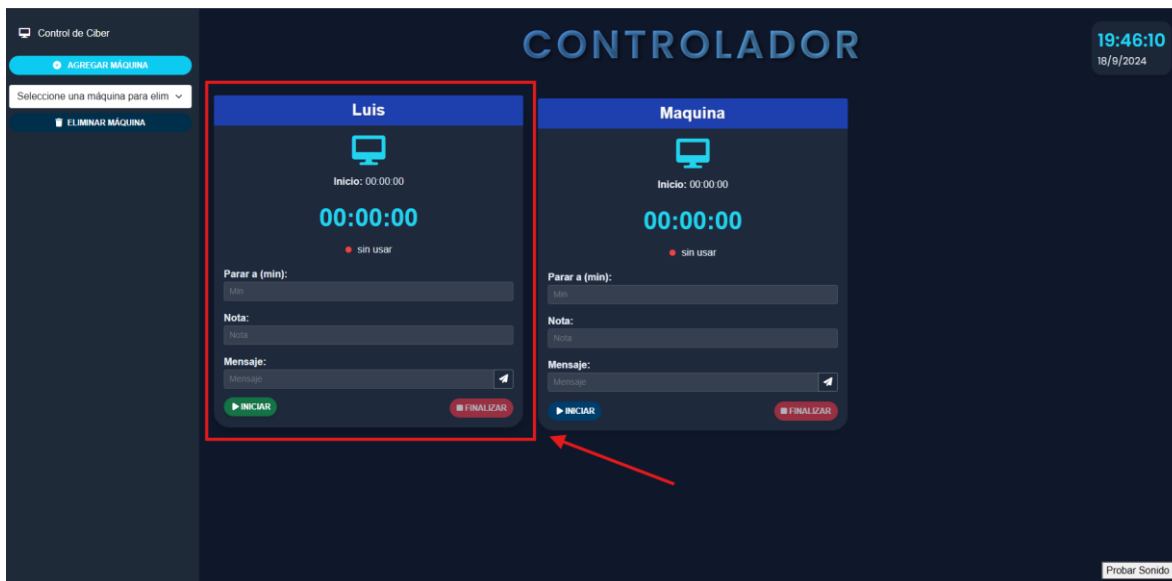 Control de Ciber
AGREGAR MÁQUINA
Seleccione una máquina para elim
ELIMINAR MÁQUINA
CONTROLADOR
19:46:10
18/9/2024
Luis
Inicio: 00:00:00
00:00:00
sin usar
Parar a (min):
Min
Nota:
Nota
Mensaje:
Mensaje
INICIAR
FINALIZAR
Maquina
Inicio: 00:00:00
00:00:00
sin usar
Parar a (min):
Min
Nota:
Nota
Mensaje:
Mensaje
INICIAR
FINALIZAR
Probar Sonido